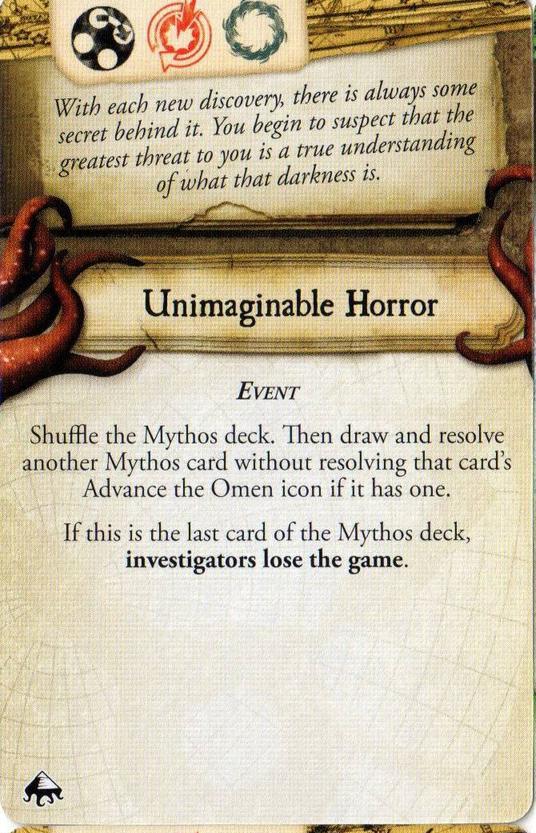 With each new discovery, there is always some
secret behind it. You begin to suspect that the
greatest threat to you is a true understanding
of what that darkness is.
Unimaginable Horror
EVENT
Shuffle the Mythos deck. Then draw and resolve
another Mythos card without resolving that card's
Advance the Omen icon if it has one.
If this is the last card of the Mythos deck,
investigators lose the game.